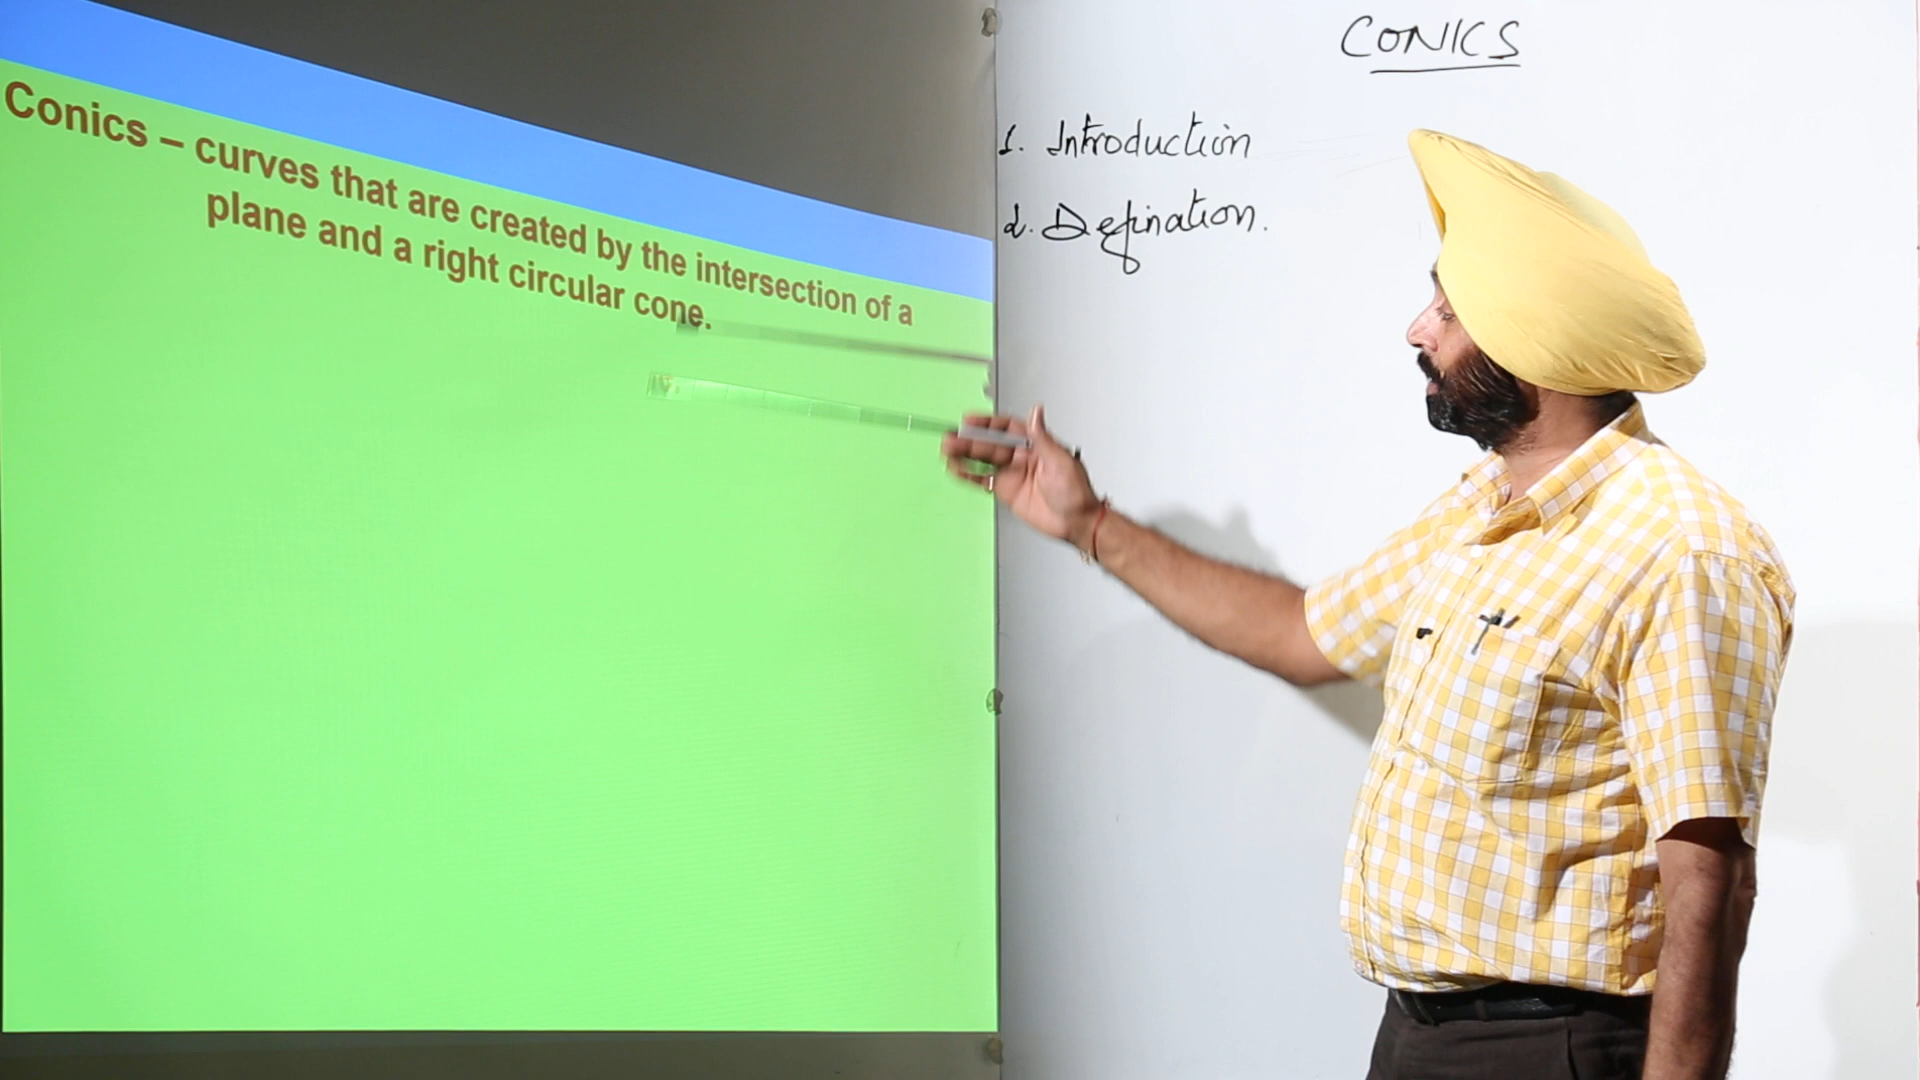 Conics – curves that are created by the intersection of a
plane and a right circular cone.
CONICS
1. Introduction
2. Defination.